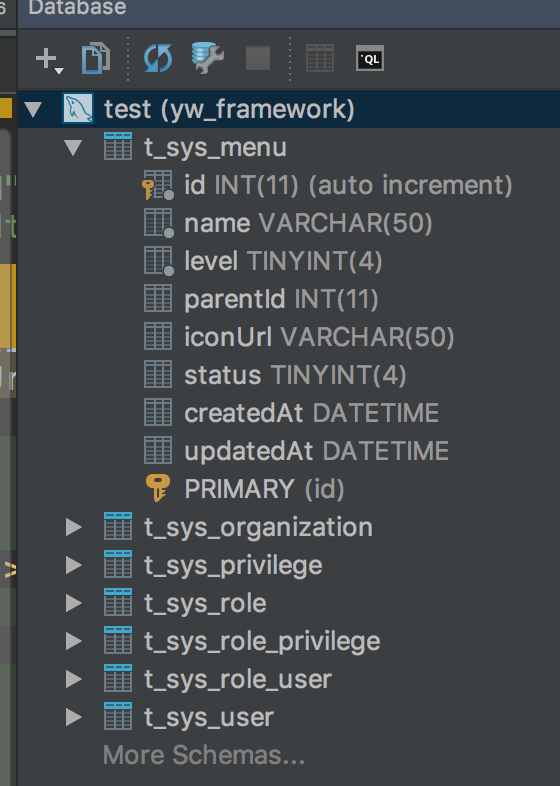 Database
QL
test (yw_framework)
t_sys_menu
id INT(11) (auto increment)
name VARCHAR(50)
level TINYINT(4)
parentId INT(11)
iconUrl VARCHAR(50)
status TINYINT(4)
createdAt DATETIME
updatedAt DATETIME
PRIMARY (id)
t_sys_organization
t_sys_privilege
t_sys_role
t_sys_role_privilege
t_sys_role_user
t_sys_user
More Schemas...